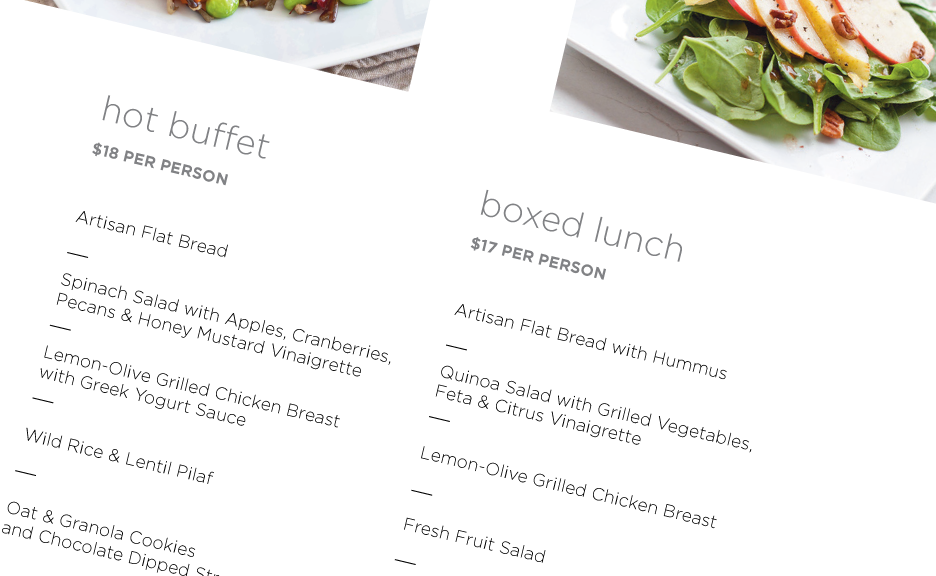 hot buffet
$18 PER PERSON
Artisan Flat Bread
—
Spinach Salad with Apples, Cranberries,
Pecans & Honey Mustard Vinaigrette
—
Lemon-Olive Grilled Chicken Breast
with Greek Yogurt Sauce
—
Wild Rice & Lentil Pilaf
—
Oat & Granola Cookies
and Chocolate Dipped
boxed lunch
$17 PER PERSON
Artisan Flat Bread with Hummus
—
Quinoa Salad with Grilled Vegetables,
Feta & Citrus Vinaigrette
—
Lemon-Olive Grilled Chicken Breast
—
Fresh Fruit Salad
—